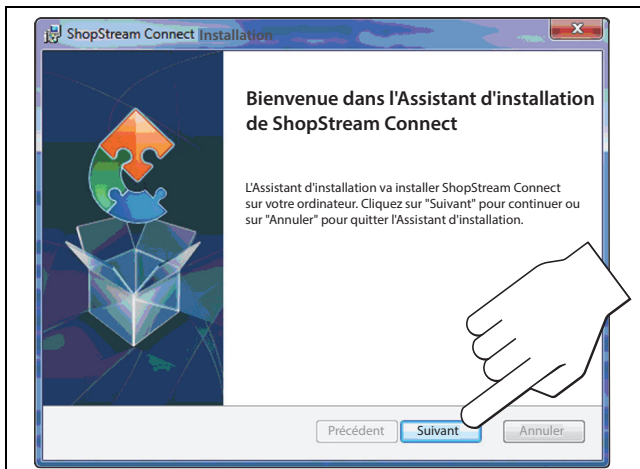 ShopStream Connect Installation
Bienvenue dans l'Assistant d'installation
de ShopStream Connect
L'Assistant d'installation va installer ShopStream Connect
sur votre ordinateur. Cliquez sur "Suivant" pour continuer ou
sur "Annuler" pour quitter l'Assistant d'installation.
Précédent Suivant Annuler